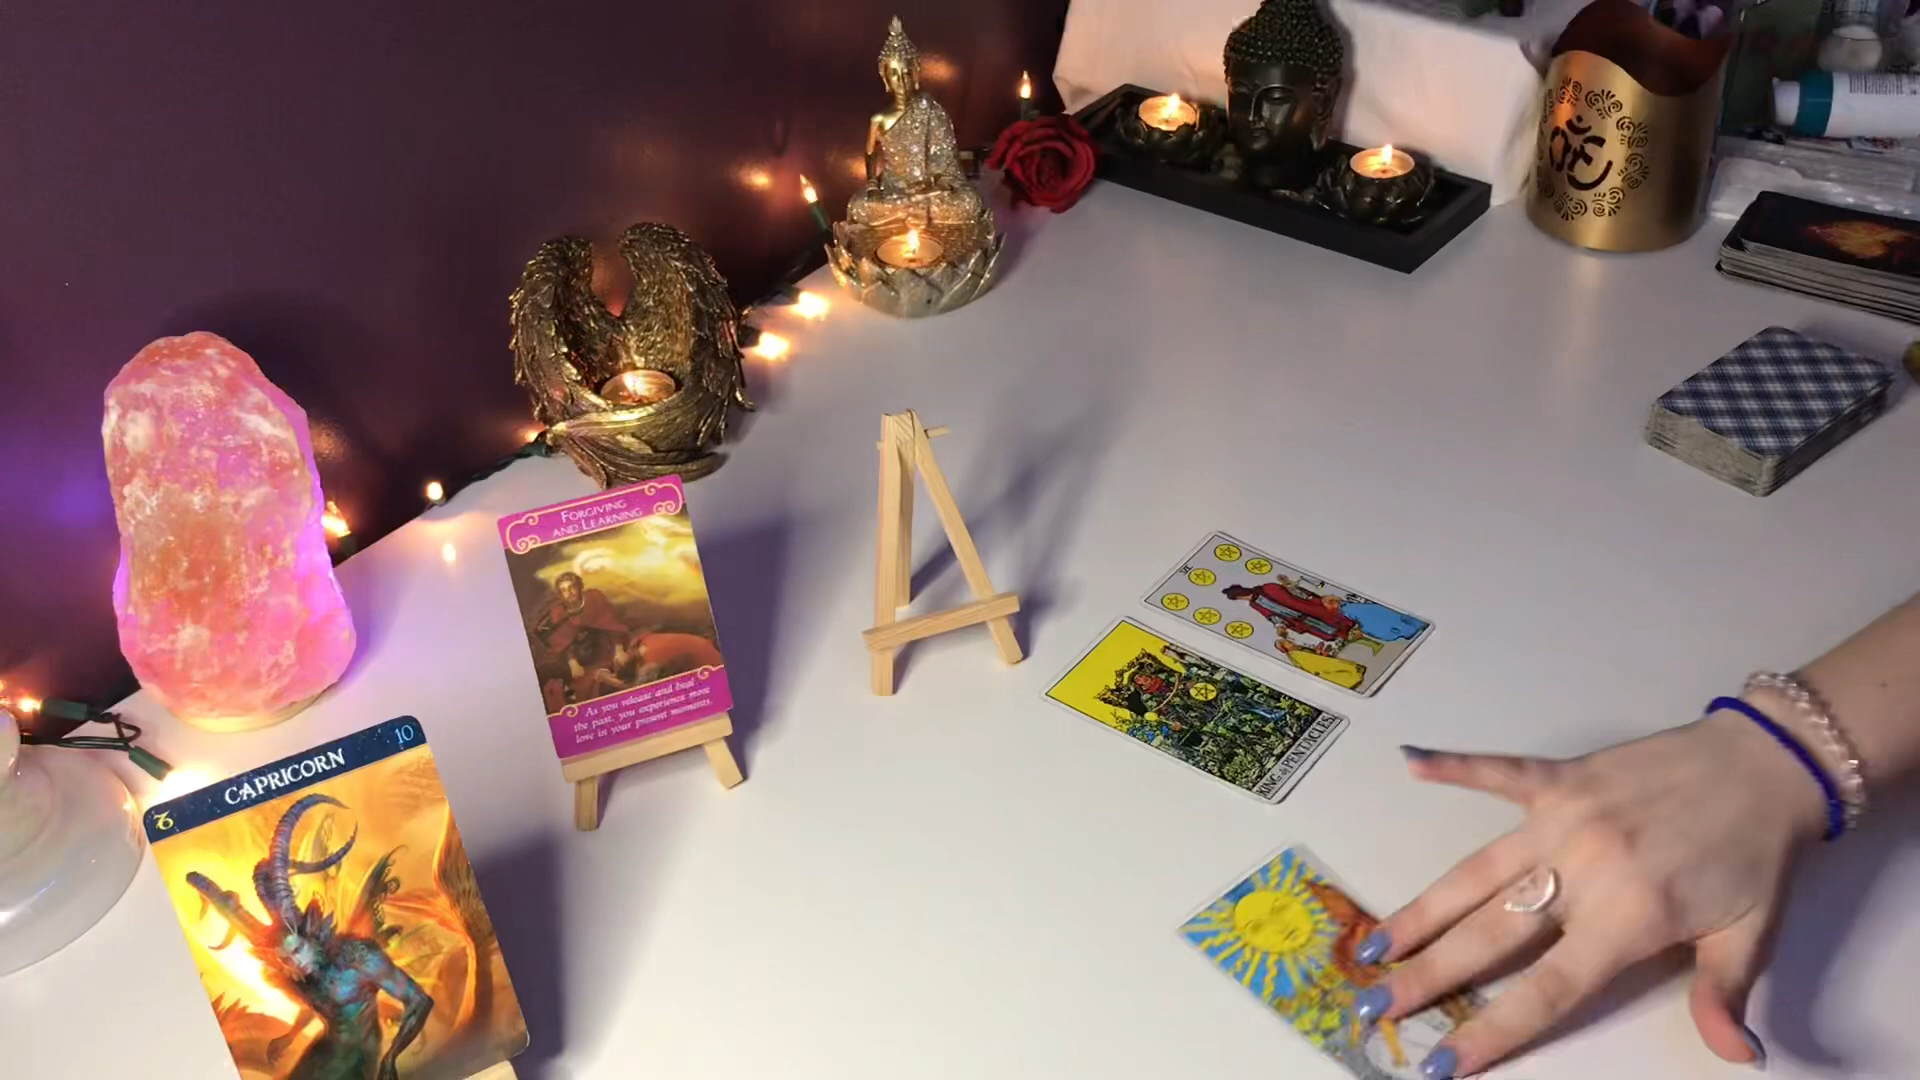 FORGIVING
AND LEARNING
As you release and heal
the past, you experience more
love in your present moments.
CAPRICORN
10
VI
KING of PENTACLES.